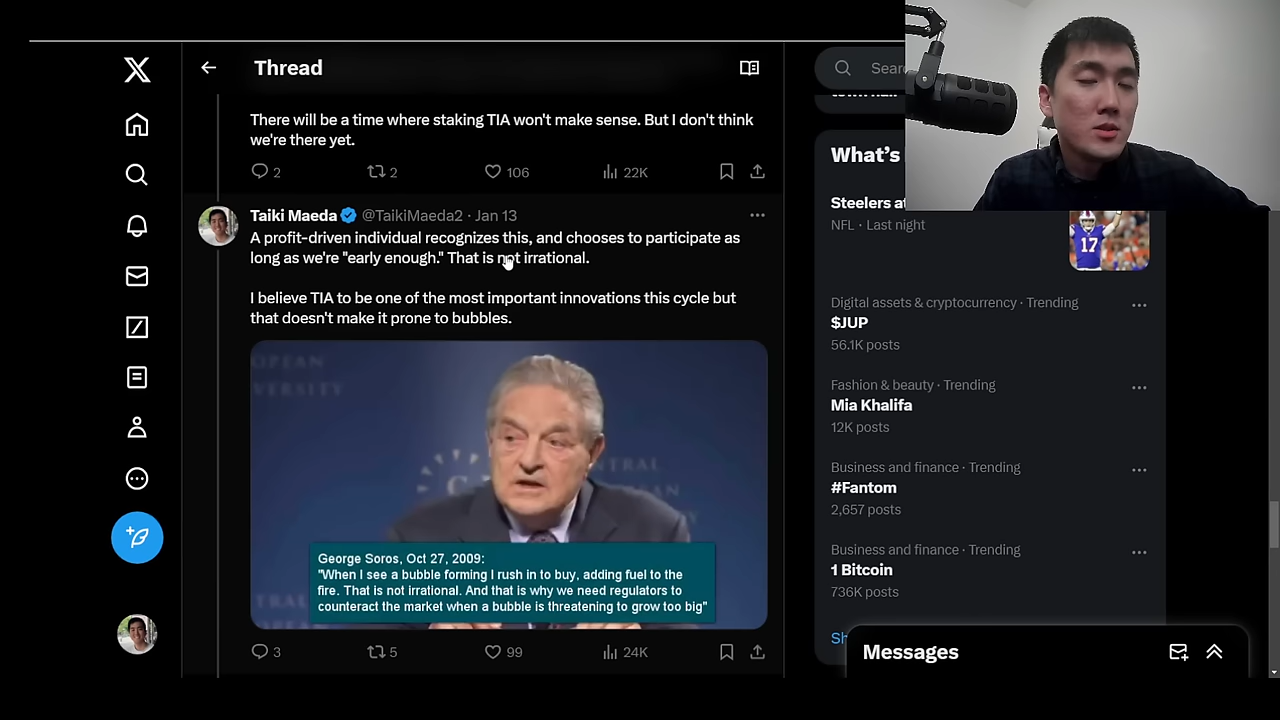 Thread
There will be a time where staking TIA won't make sense. But I don't think
we're there yet.
2
2
106
22K
Taiki Maeda @TaikiMaeda2 · Jan 13
A profit-driven individual recognizes this, and chooses to participate as
long as we're "early enough." That is not irrational.
I believe TIA to be one of the most important innovations this cycle but
that doesn't make it prone to bubbles.
George Soros, Oct 27, 2009:
"When I see a bubble forming I rush in to buy, adding fuel to the
fire. That is not irrational. And that is why we need regulators to
counteract the market when a bubble is threatening to grow too big"
3
5
99
24K
What's
Steelers
NFL · Last night
17
Digital assets & cryptocurrency · Trending
$JUP
56.1K posts
Fashion & beauty · Trending
Mia Khalifa
12K posts
Business and finance · Trending
#Fantom
2,657 posts
Business and finance · Trending
1 Bitcoin
736K posts
Messages